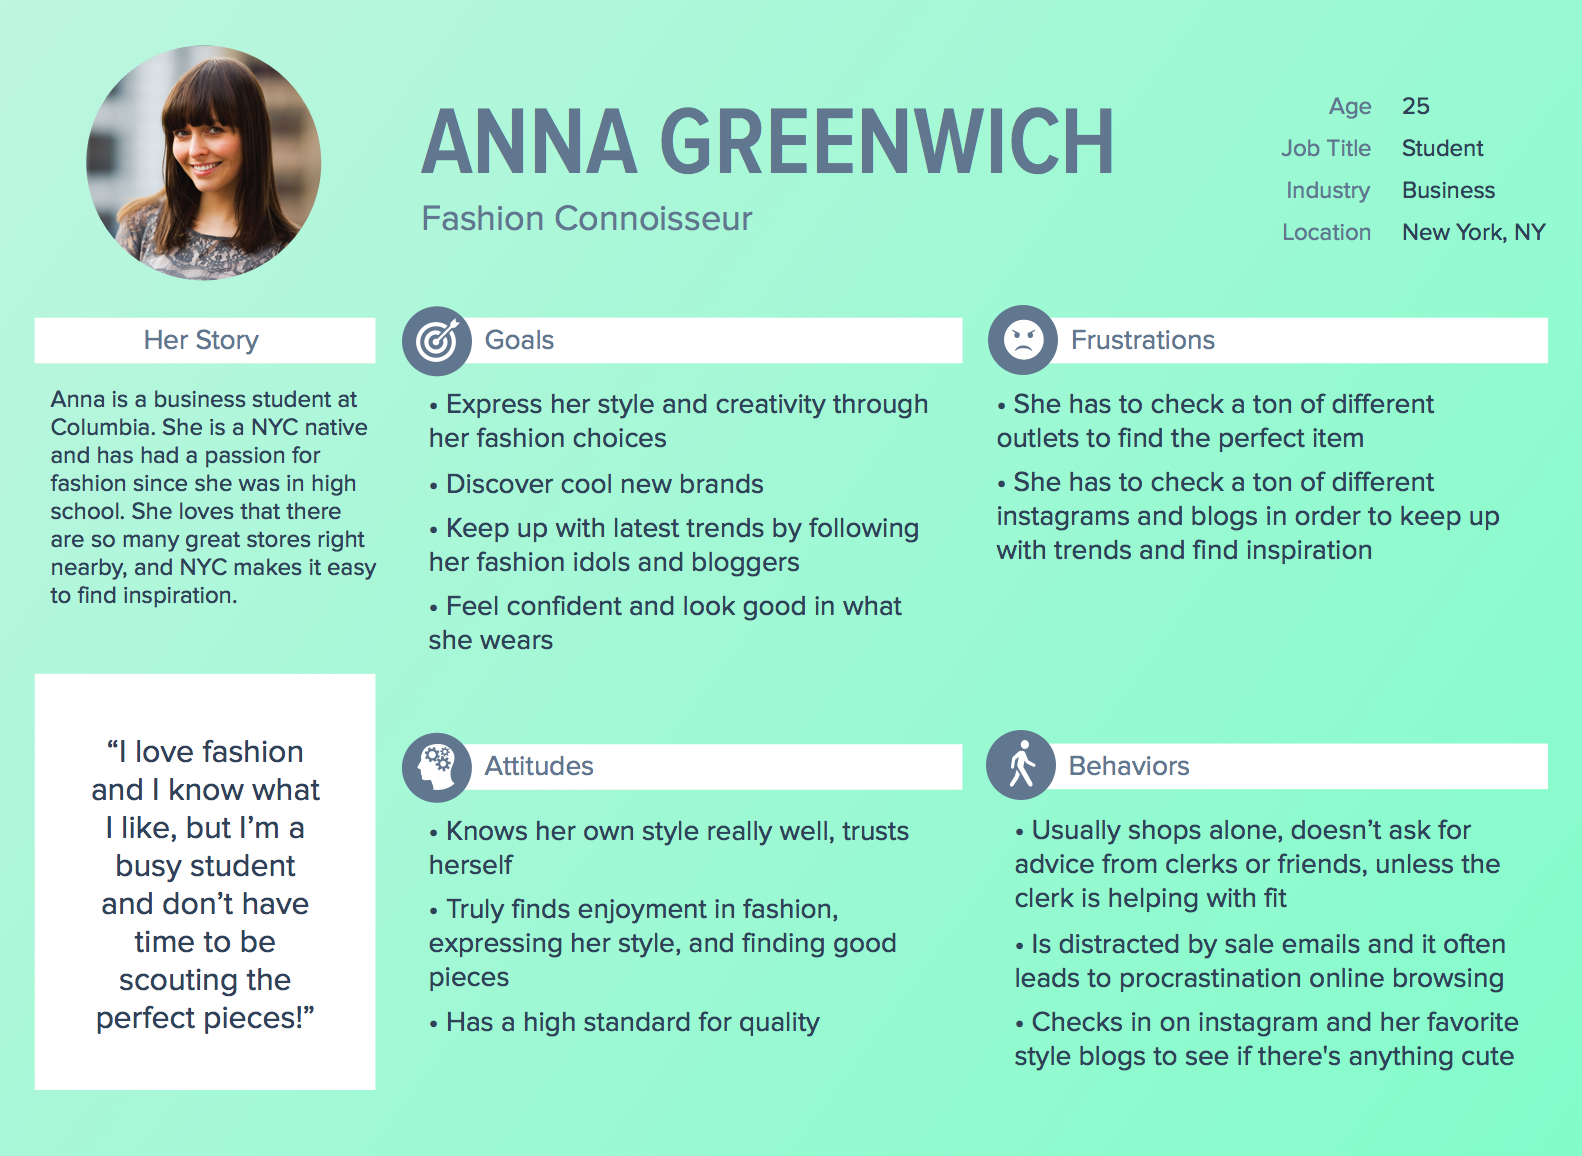 ANNA GREENWICH
Fashion Connoisseur
Age 25
Job Title Student
Industry Business
Location New York, NY
Her Story
Anna is a business student at
Columbia. She is a NYC native
and has had a passion for
fashion since she was in high
school. She loves that there
are so many great stores right
nearby, and NYC makes it easy
to find inspiration.
“I love fashion
and I know what
I like, but I’m a
busy student
and don’t have
time to be
scouting the
perfect pieces!”
Goals
• Express her style and creativity through
her fashion choices
• Discover cool new brands
• Keep up with latest trends by following
her fashion idols and bloggers
• Feel confident and look good in what
she wears
Frustrations
• She has to check a ton of different
outlets to find the perfect item
• She has to check a ton of different
instagrams and blogs in order to keep up
with trends and find inspiration
Attitudes
• Knows her own style really well, trusts
herself
• Truly finds enjoyment in fashion,
expressing her style, and finding good
pieces
• Has a high standard for quality
Behaviors
• Usually shops alone, doesn’t ask for
advice from clerks or friends, unless the
clerk is helping with fit
• Is distracted by sale emails and it often
leads to procrastination online browsing
• Checks in on instagram and her favorite
style blogs to see if there's anything cute